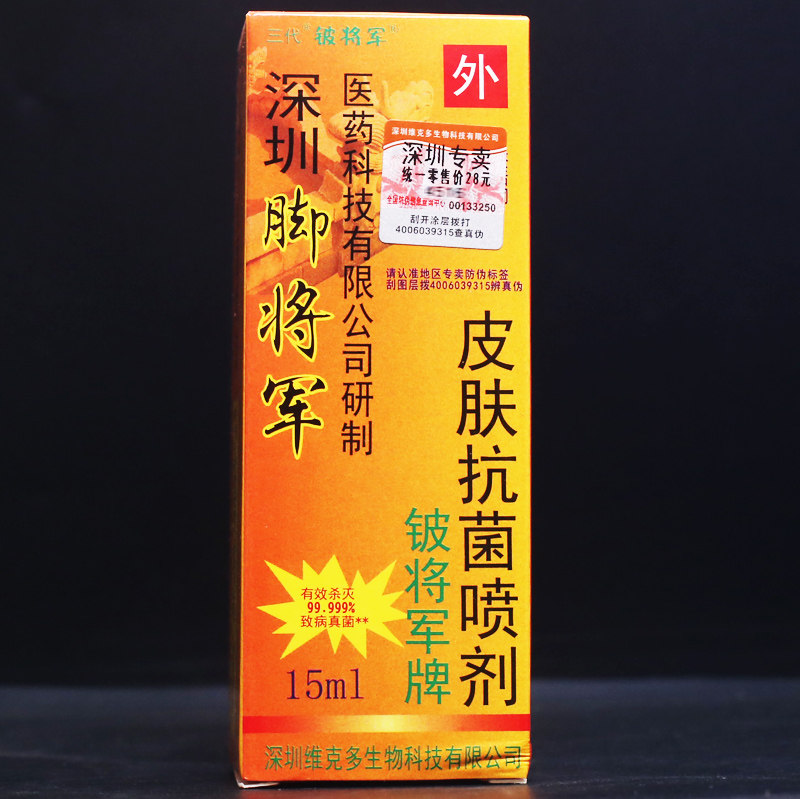 三代®铍将军®
外
深圳
脚将军
医药科技有限公司研制
深圳维克多生物科技有限公司
深圳专卖
统一零售价28元
00133250
刮开涂层拨打
4006039315查真伪
请认准地区专卖防伪标签
刮图层拨4006039315辨真伪
皮肤抗菌喷剂
铍将军牌
有效杀灭
99.999%
致病真菌**
15ml
深圳维克多生物科技有限公司